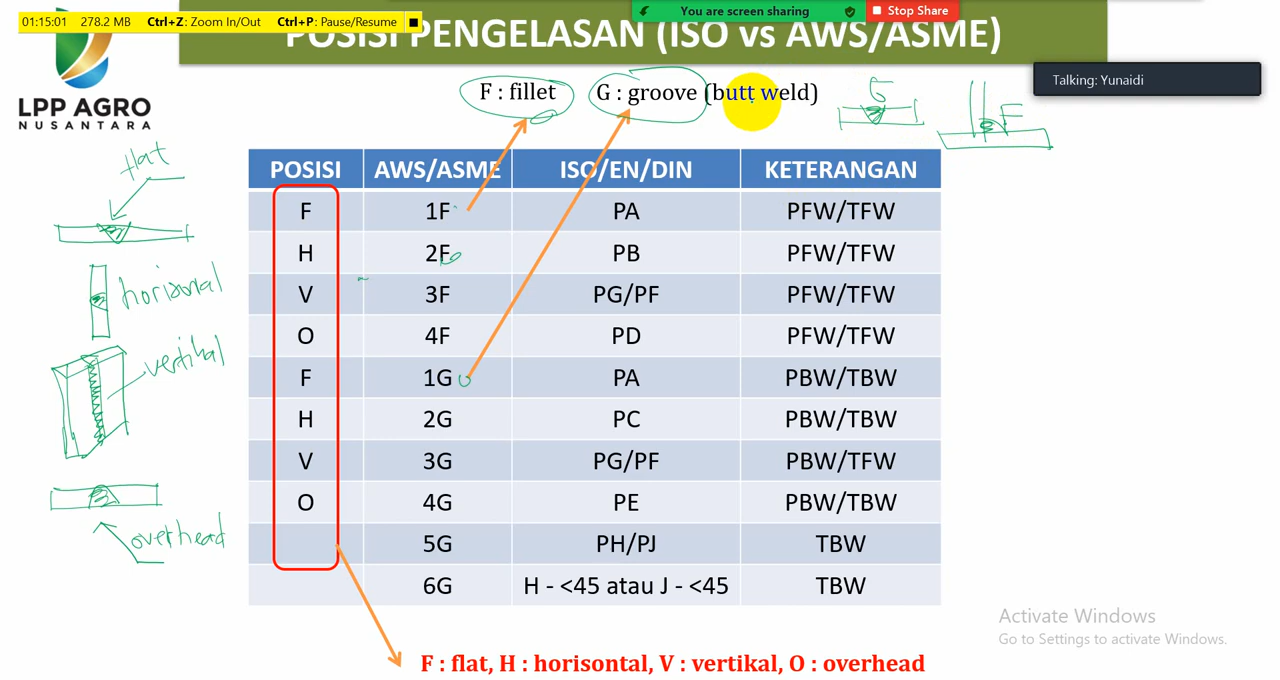 01:15:01 278.2 MB Ctrl+Z: Zoom In/Out Ctrl+P: Pause/Resume
You are screen sharing Stop Share
POSISI PENGELASAN (ISO vs AWS/ASME)
Talking: Yunaidi
LPP AGRO
NUSANTARA
F : fillet G : groove (butt weld)
G
F
flat
horisonal
vertikal
overhead
POSISI AWS/ASME ISO/EN/DIN KETERANGAN
F 1F PA PFW/TFW
H 2F PB PFW/TFW
V 3F PG/PF PFW/TFW
O 4F PD PFW/TFW
F 1G PA PBW/TBW
H 2G PC PBW/TBW
V 3G PG/PF PBW/TFW
O 4G PE PBW/TBW
5G PH/PJ TBW
6G H - <45 atau J - <45 TBW
F : flat, H : horisontal, V : vertikal, O : overhead
Activate Windows
Go to Settings to activate Windows.